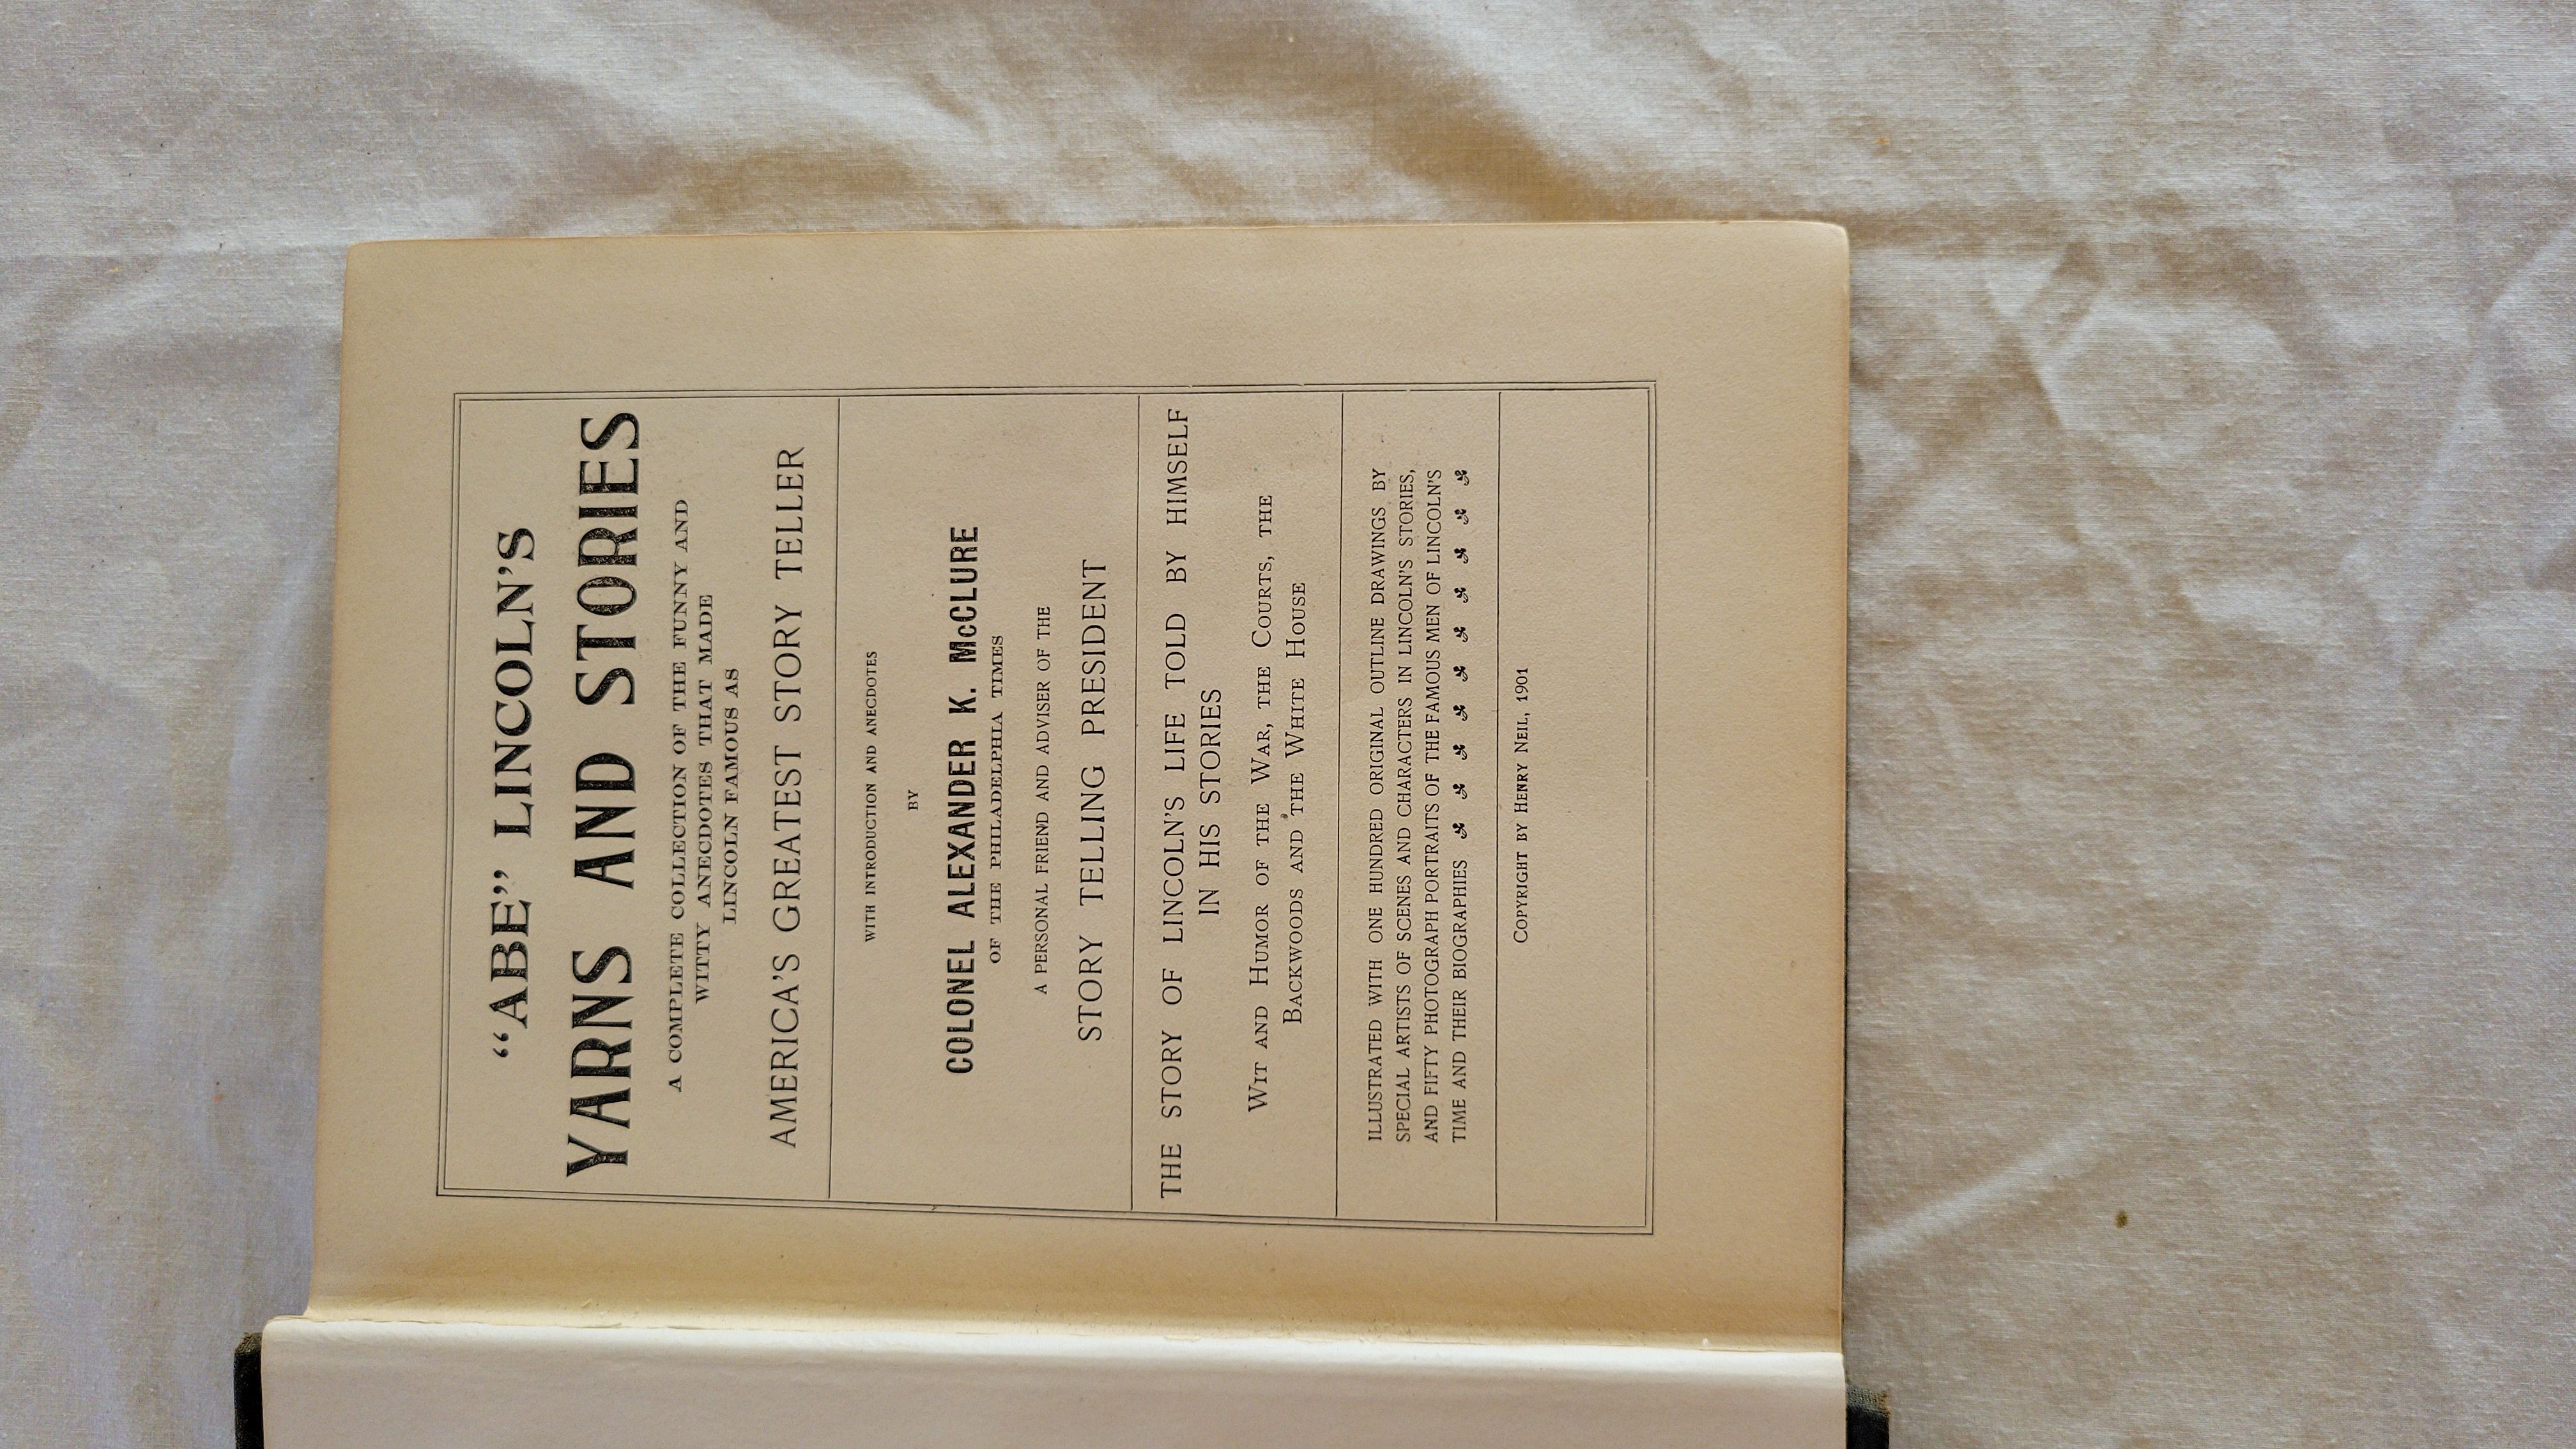 “ABE” LINCOLN’S
YARNS AND STORIES
A COMPLETE COLLECTION OF THE FUNNY AND
WITTY ANECDOTES THAT MADE
LINCOLN FAMOUS AS
AMERICA’S GREATEST STORY TELLER
WITH INTRODUCTION AND ANECDOTES
BY
COLONEL ALEXANDER K. McCLURE
OF THE PHILADELPHIA TIMES
A PERSONAL FRIEND AND ADVISER OF THE
STORY TELLING PRESIDENT
THE STORY OF LINCOLN’S LIFE TOLD BY HIMSELF
IN HIS STORIES
WIT AND HUMOR OF THE WAR, THE COURTS, THE
BACKWOODS AND THE WHITE HOUSE
ILLUSTRATED WITH ONE HUNDRED ORIGINAL OUTLINE DRAWINGS BY
SPECIAL ARTISTS OF SCENES AND CHARACTERS IN LINCOLN’S STORIES,
AND FIFTY PHOTOGRAPH PORTRAITS OF THE FAMOUS MEN OF LINCOLN’S
TIME AND THEIR BIOGRAPHIES
COPYRIGHT BY HENRY NEIL, 1901